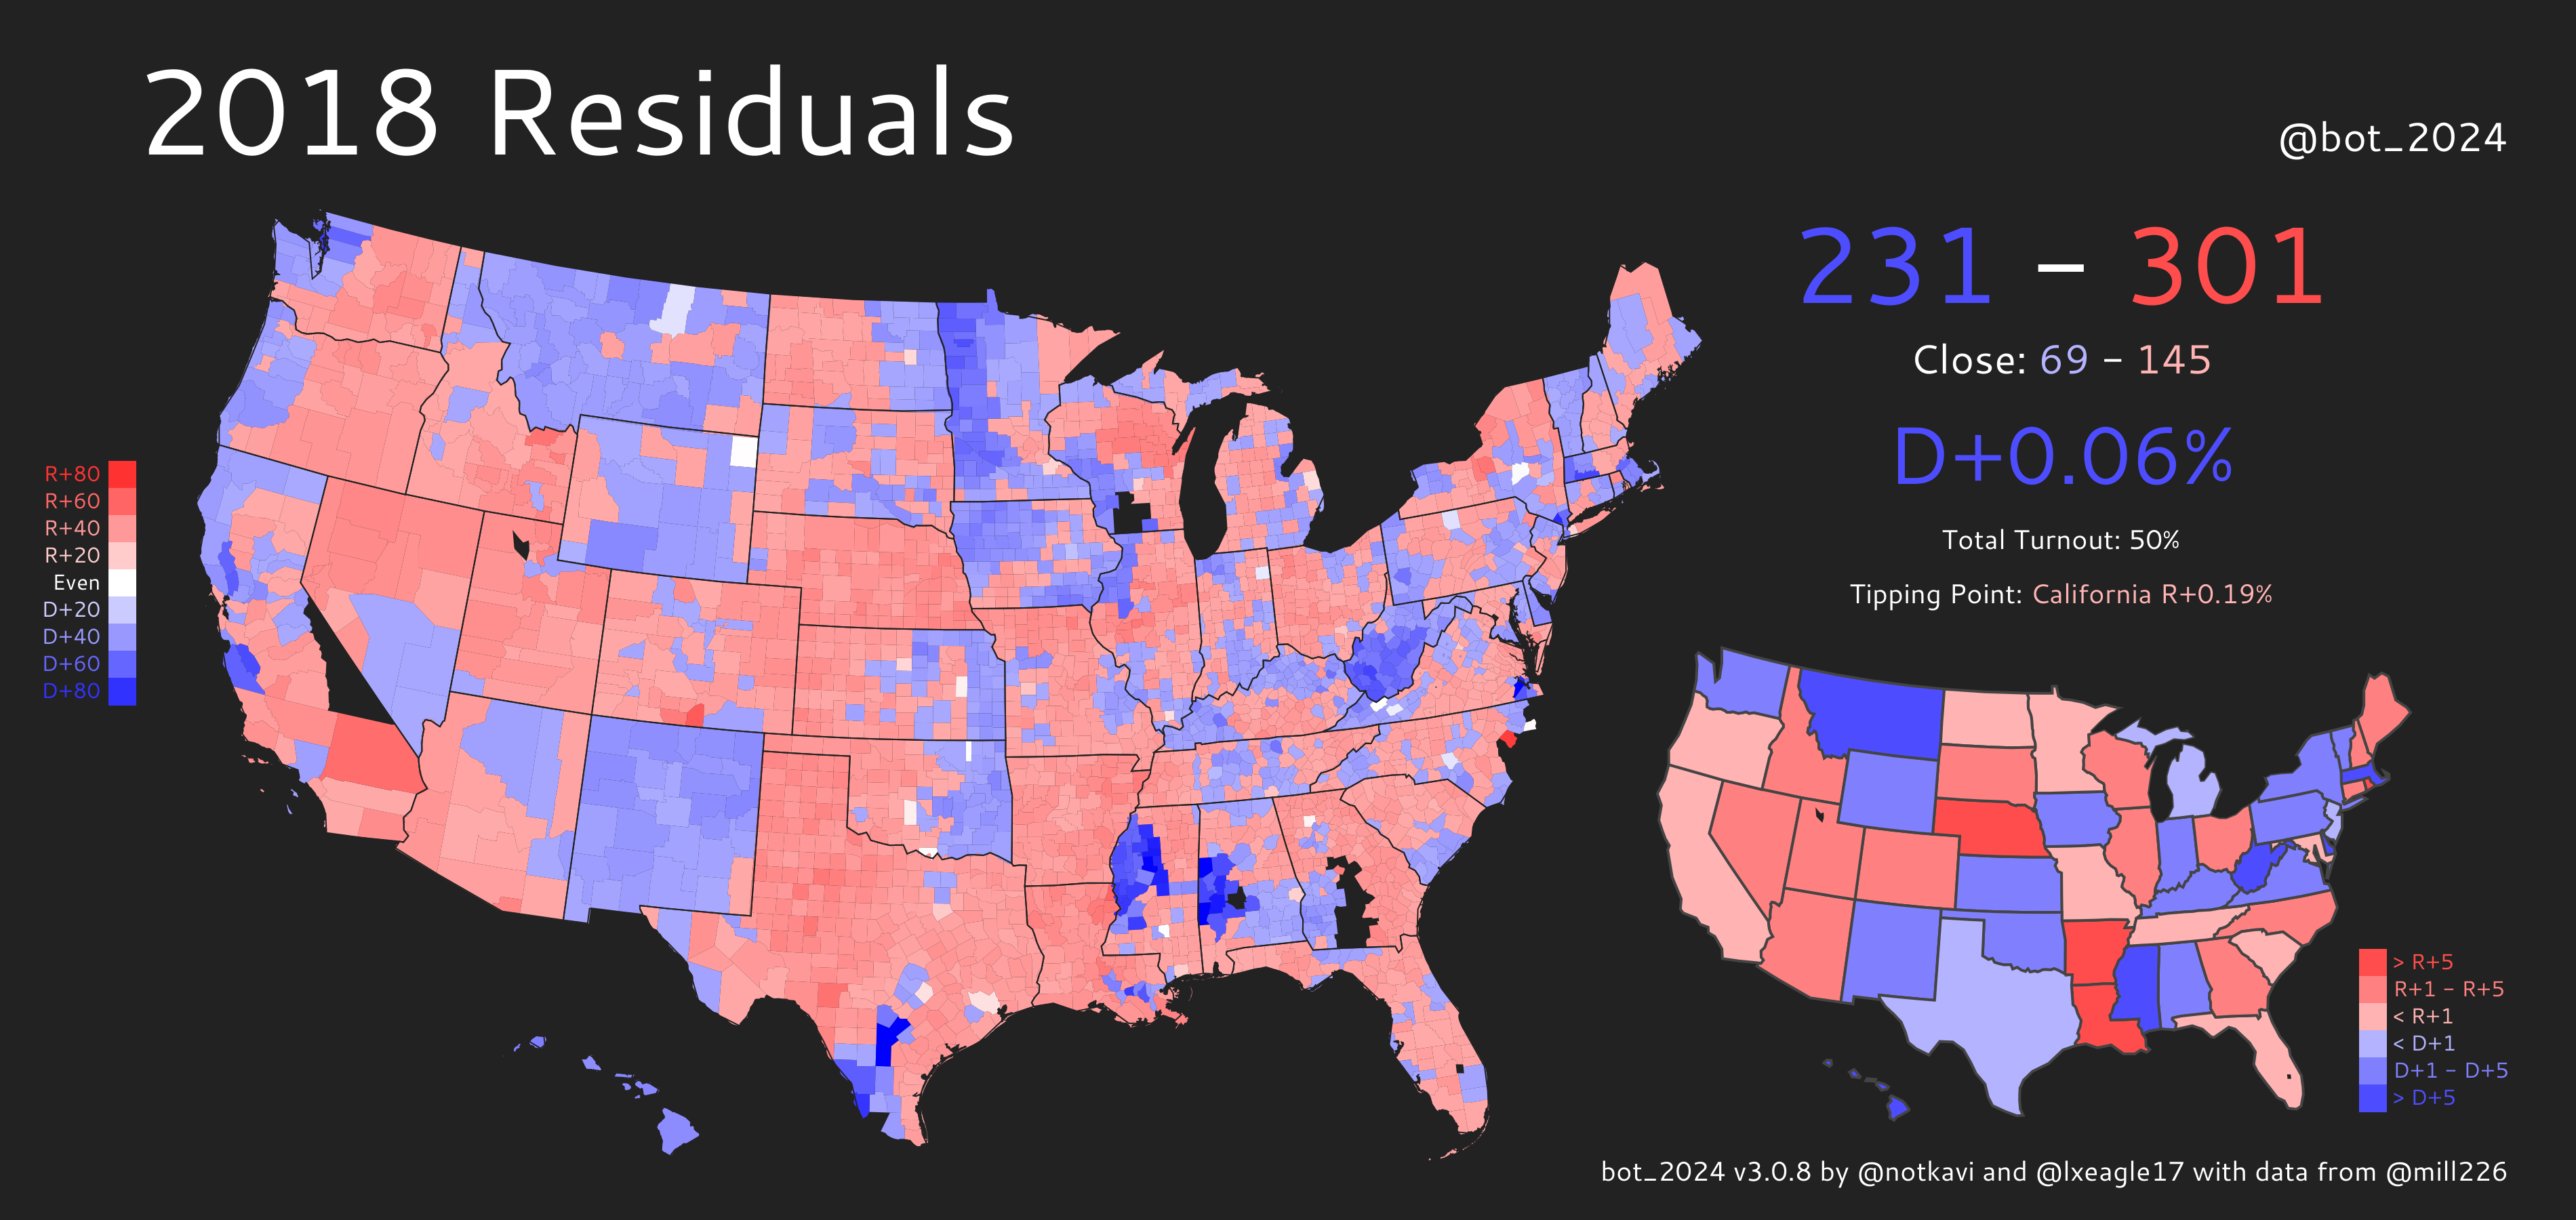 2018 Residuals
@bot_2024
231 – 301
Close: 69 – 145
D+0.06%
Total Turnout: 50%
Tipping Point: California R+0.19%
R+80
R+60
R+40
R+20
Even
D+20
D+40
D+60
D+80
> R+5
R+1 – R+5
< R+1
< D+1
D+1 – D+5
> D+5
bot_2024 v3.0.8 by @notkavi and @lxeagle17 with data from @mill226